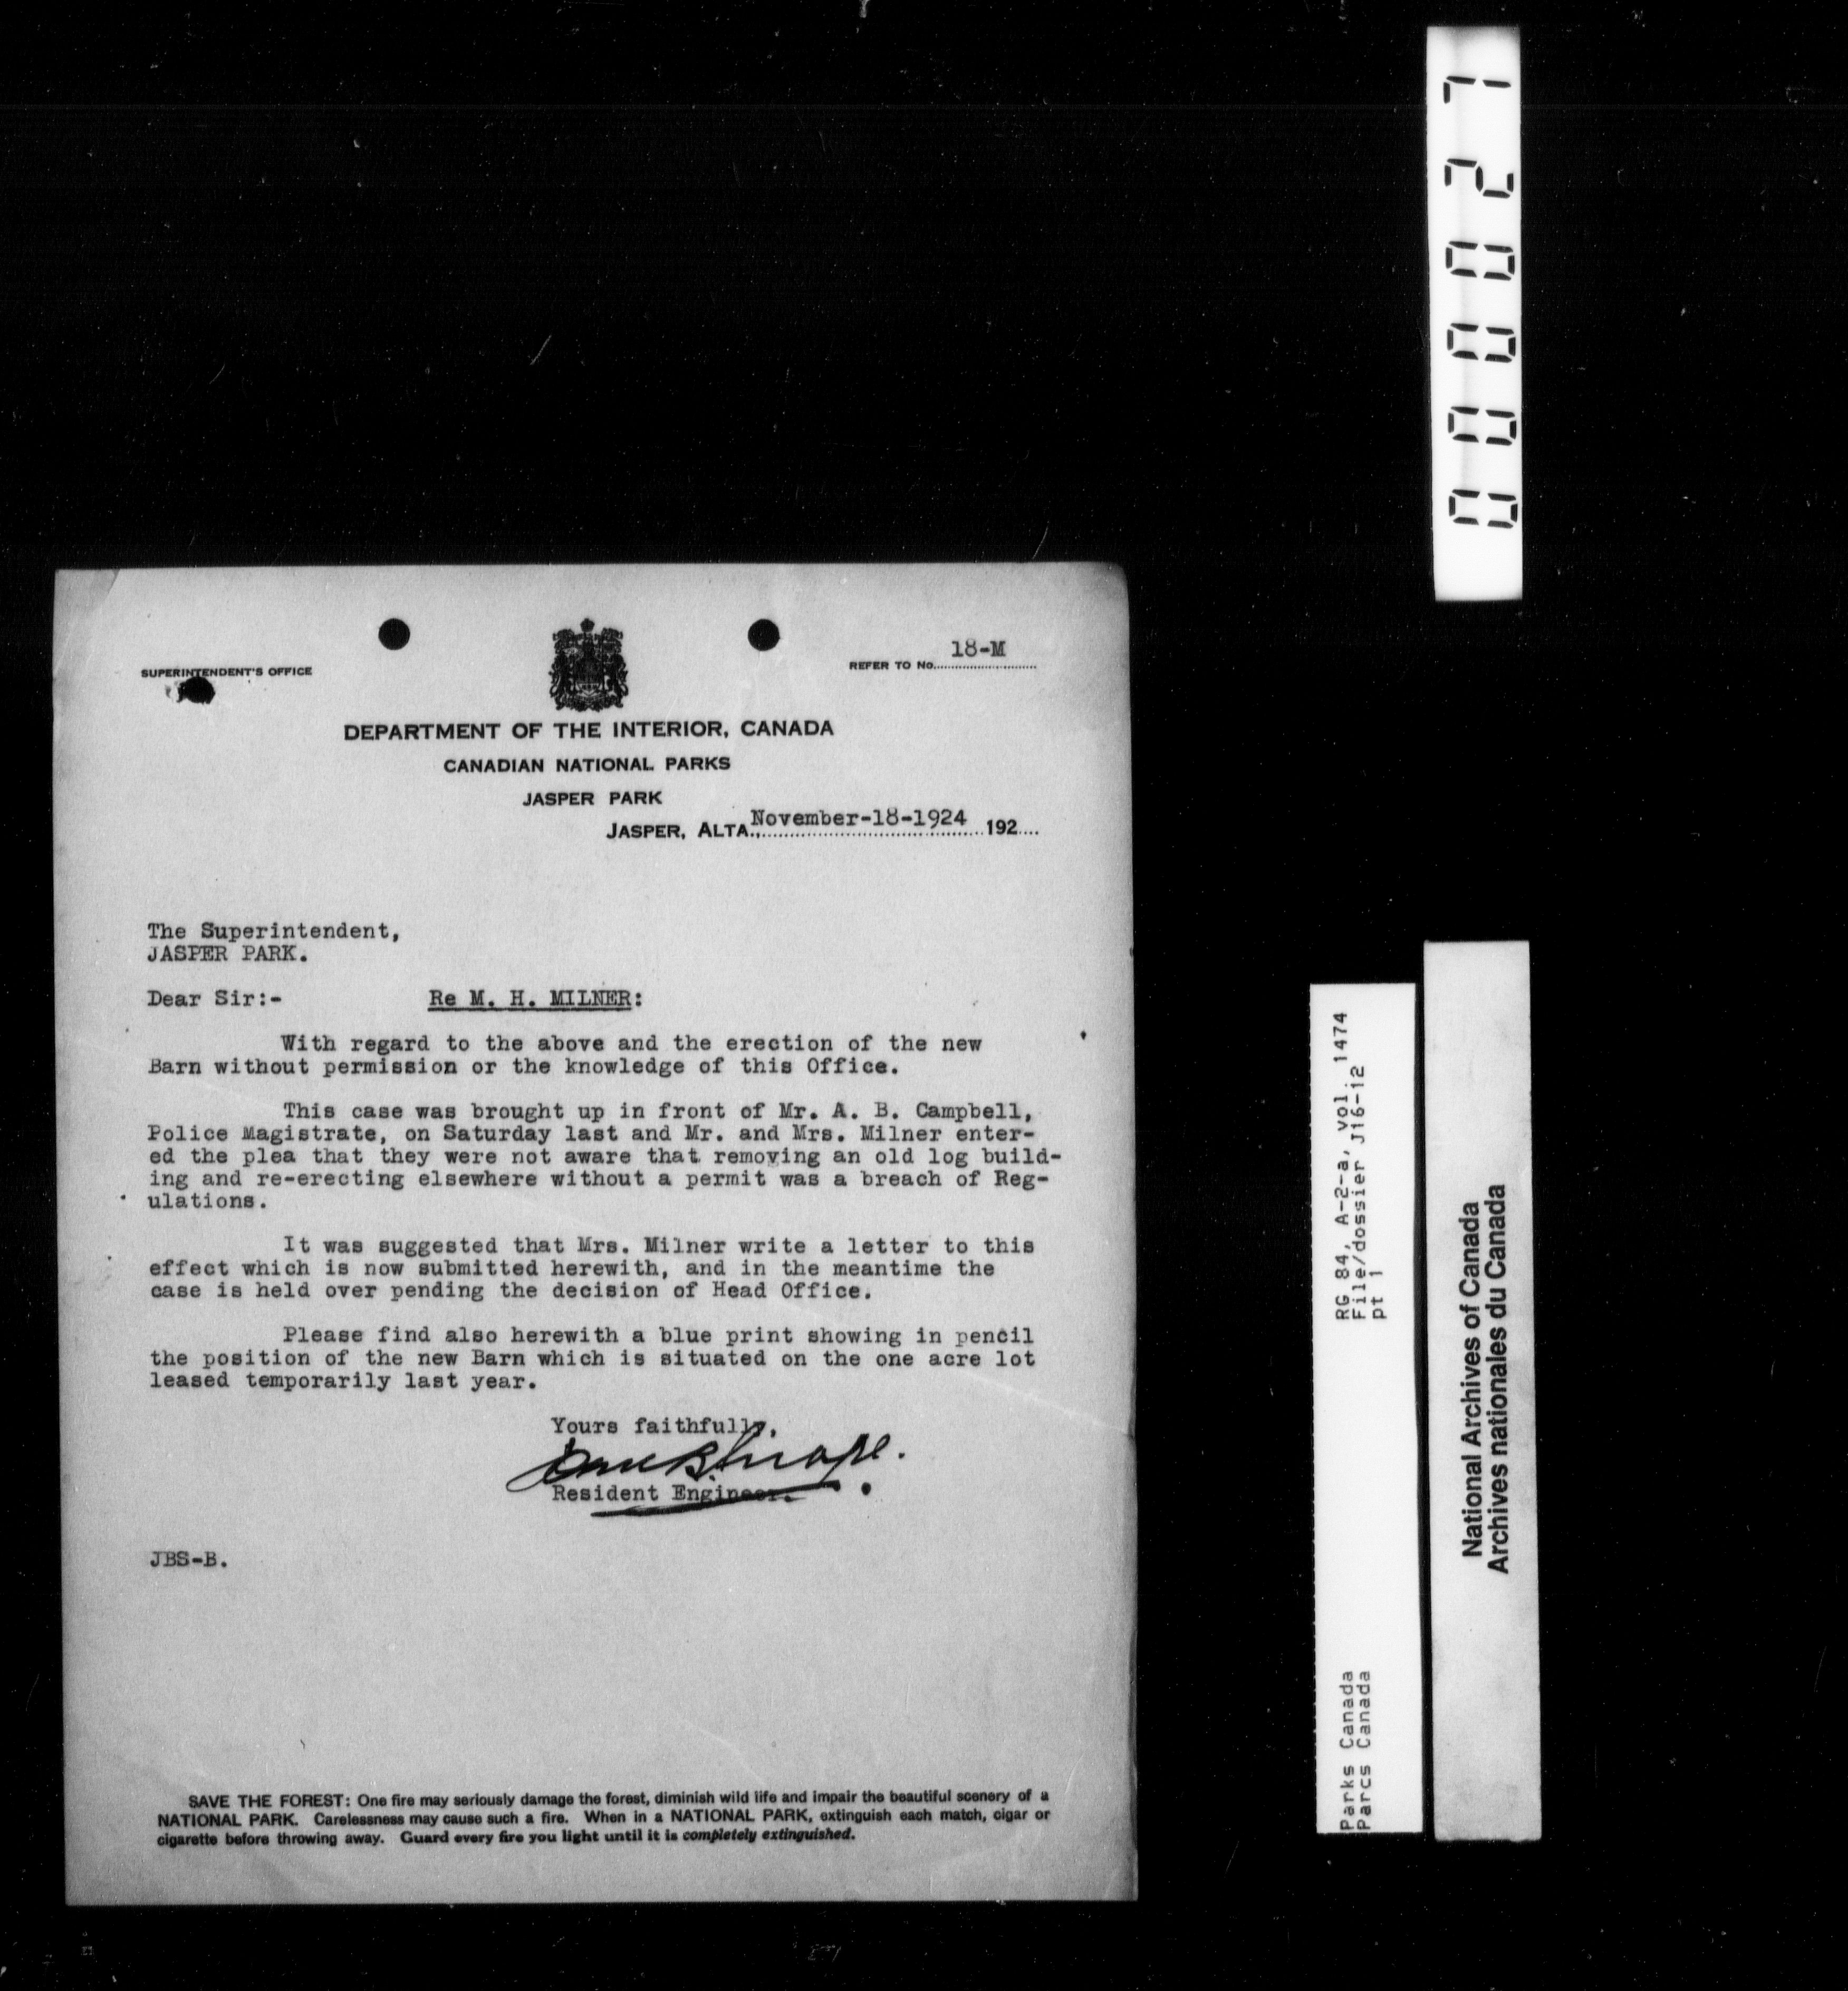 SUPERINTENDENT'S OFFICE
REFER TO No. 18-M
DEPARTMENT OF THE INTERIOR, CANADA
CANADIAN NATIONAL PARKS
JASPER PARK
JASPER, ALTA., November-18-1924 192
The Superintendent,
JASPER PARK.
Dear Sir:- Re M. H. MILNER:
With regard to the above and the erection of the new
Barn without permission or the knowledge of this Office.
This case was brought up in front of Mr. A. B. Campbell,
Police Magistrate, on Saturday last and Mr. and Mrs. Milner enter-
ed the plea that they were not aware that removing an old log build-
ing and re-erecting elsewhere without a permit was a breach of Reg-
ulations.
It was suggested that Mrs. Milner write a letter to this
effect which is now submitted herewith, and in the meantime the
case is held over pending the decision of Head Office.
Please find also herewith a blue print showing in pencil
the position of the new Barn which is situated on the one acre lot
leased temporarily last year.
Yours faithfully,
Resident Engineer.
JBS-B.
SAVE THE FOREST: One fire may seriously damage the forest, diminish wild life and impair the beautiful scenery of a
NATIONAL PARK. Carelessness may cause such a fire. When in a NATIONAL PARK, extinguish each match, cigar or
cigarette before throwing away. Guard every fire you light until it is completely extinguished.
000027
RG 84, A-2-a, vol. 1474
File/dossier J16-12
pt 1
Parks Canada
Parcs Canada
National Archives of Canada
Archives nationales du Canada